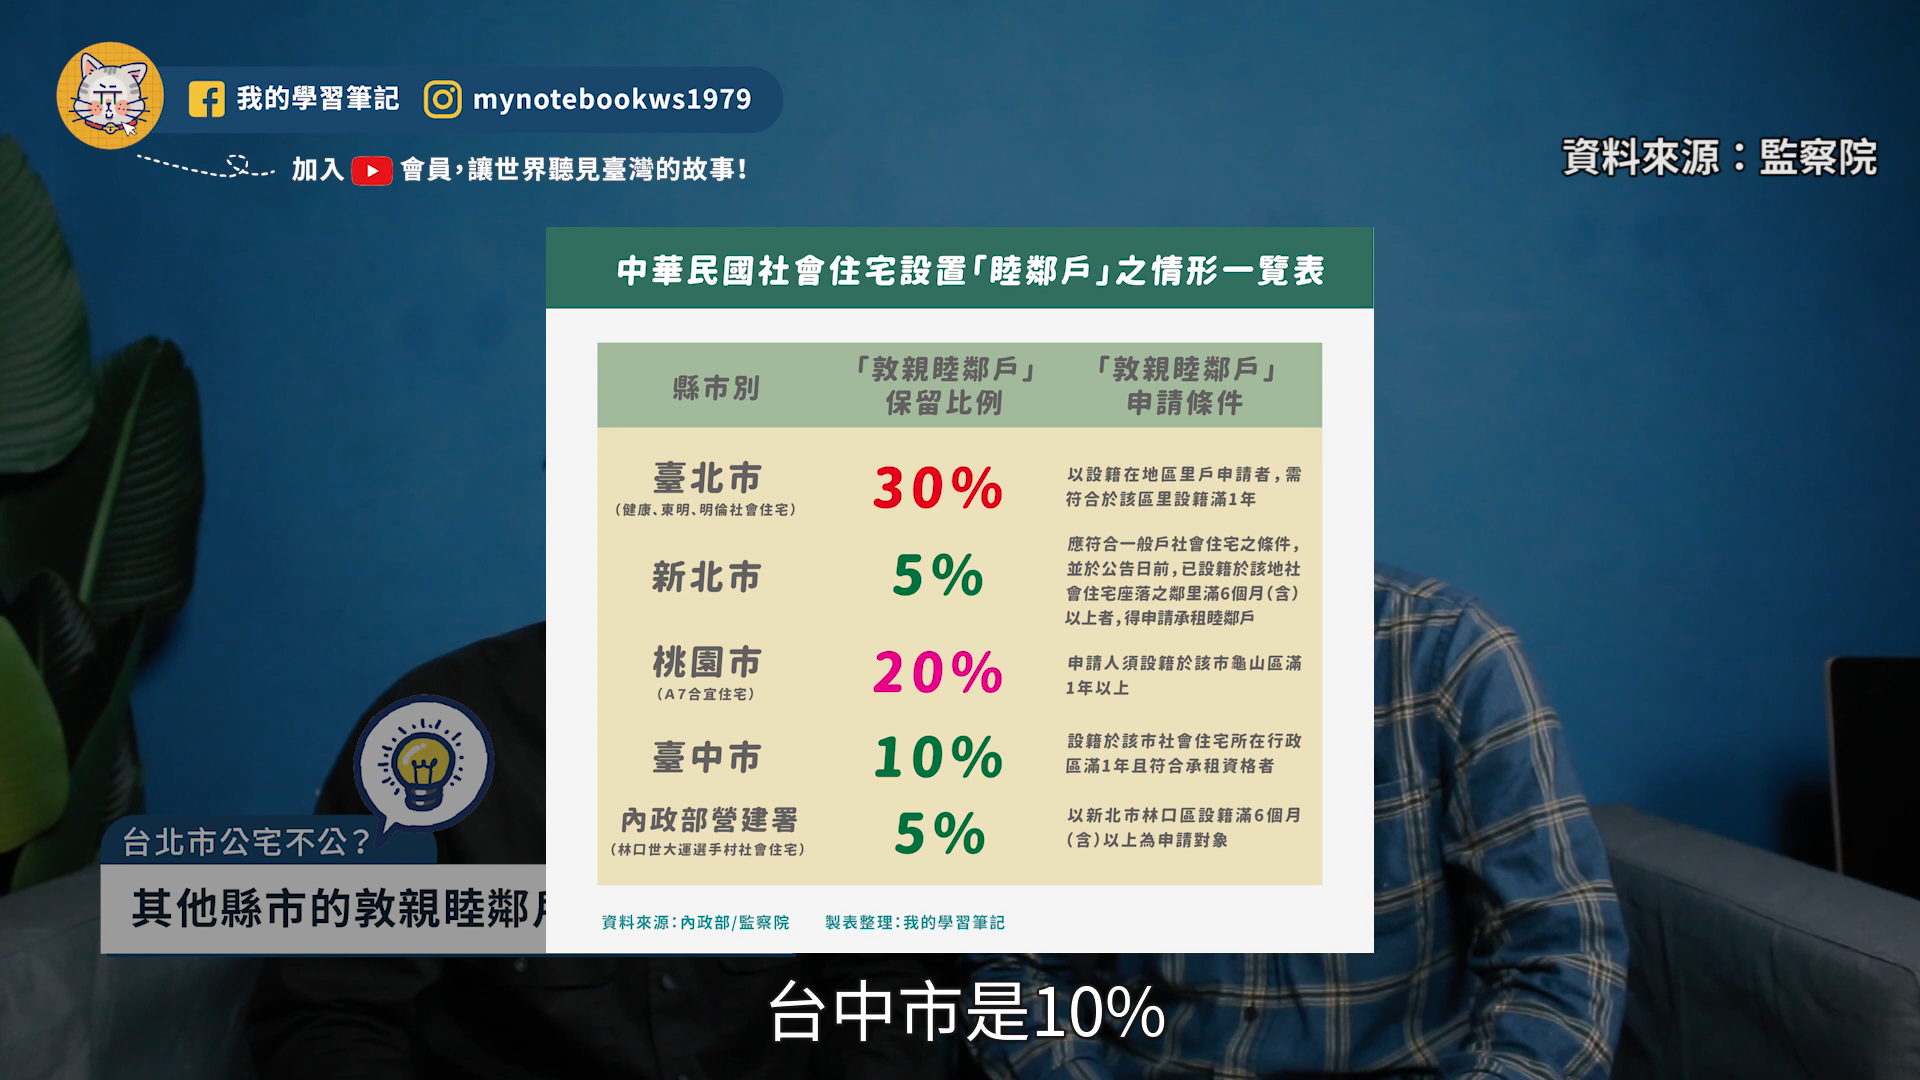 我的學習筆記 mynotebookws1979
加入 會員,讓世界聽見臺灣的故事!
資料來源:監察院
中華民國社會住宅設置「睦鄰戶」之情形一覽表
縣市別
「敦親睦鄰戶」
保留比例
「敦親睦鄰戶」
申請條件
臺北市
(健康、東明、明倫社會住宅)
30%
以設籍在地區里戶申請者,需
符合於該區里設籍滿1年
新北市
5%
應符合一般戶社會住宅之條件,
並於公告日前,已設籍於該地社
會住宅座落之鄰里滿6個月(含)
以上者,得申請承租睦鄰戶
桃園市
(A7合宜住宅)
20%
申請人須設籍於該市龜山區滿
1年以上
臺中市
10%
設籍於該市社會住宅所在行政
區滿1年且符合承租資格者
內政部營建署
(林口世大運選手村社會住宅)
5%
以新北市林口區設籍滿6個月
(含)以上為申請對象
資料來源:內政部/監察院 製表整理:我的學習筆記
台北市公宅不公?
其他縣市的敦親睦鄰戶
台中市是10%